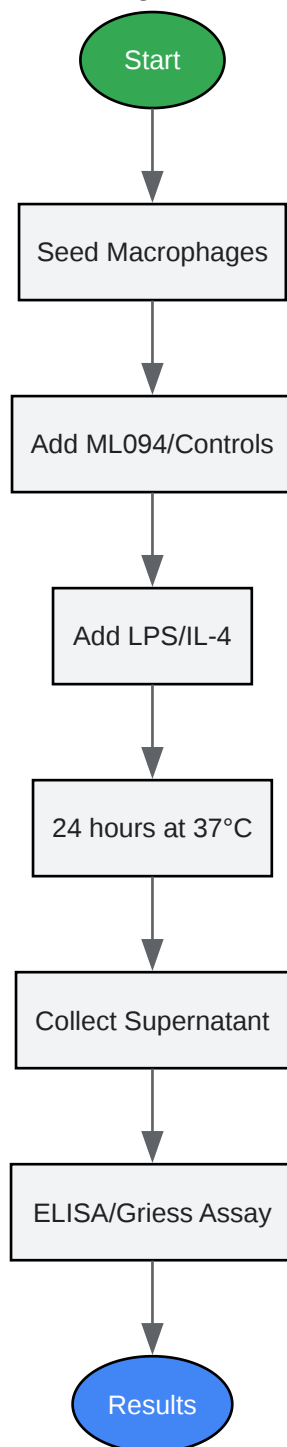 Start
Seed Macrophages
Add ML094/Controls
Add LPS/IL-4
24 hours at 37°C
Collect Supernatant
ELISA/Griess Assay
Results